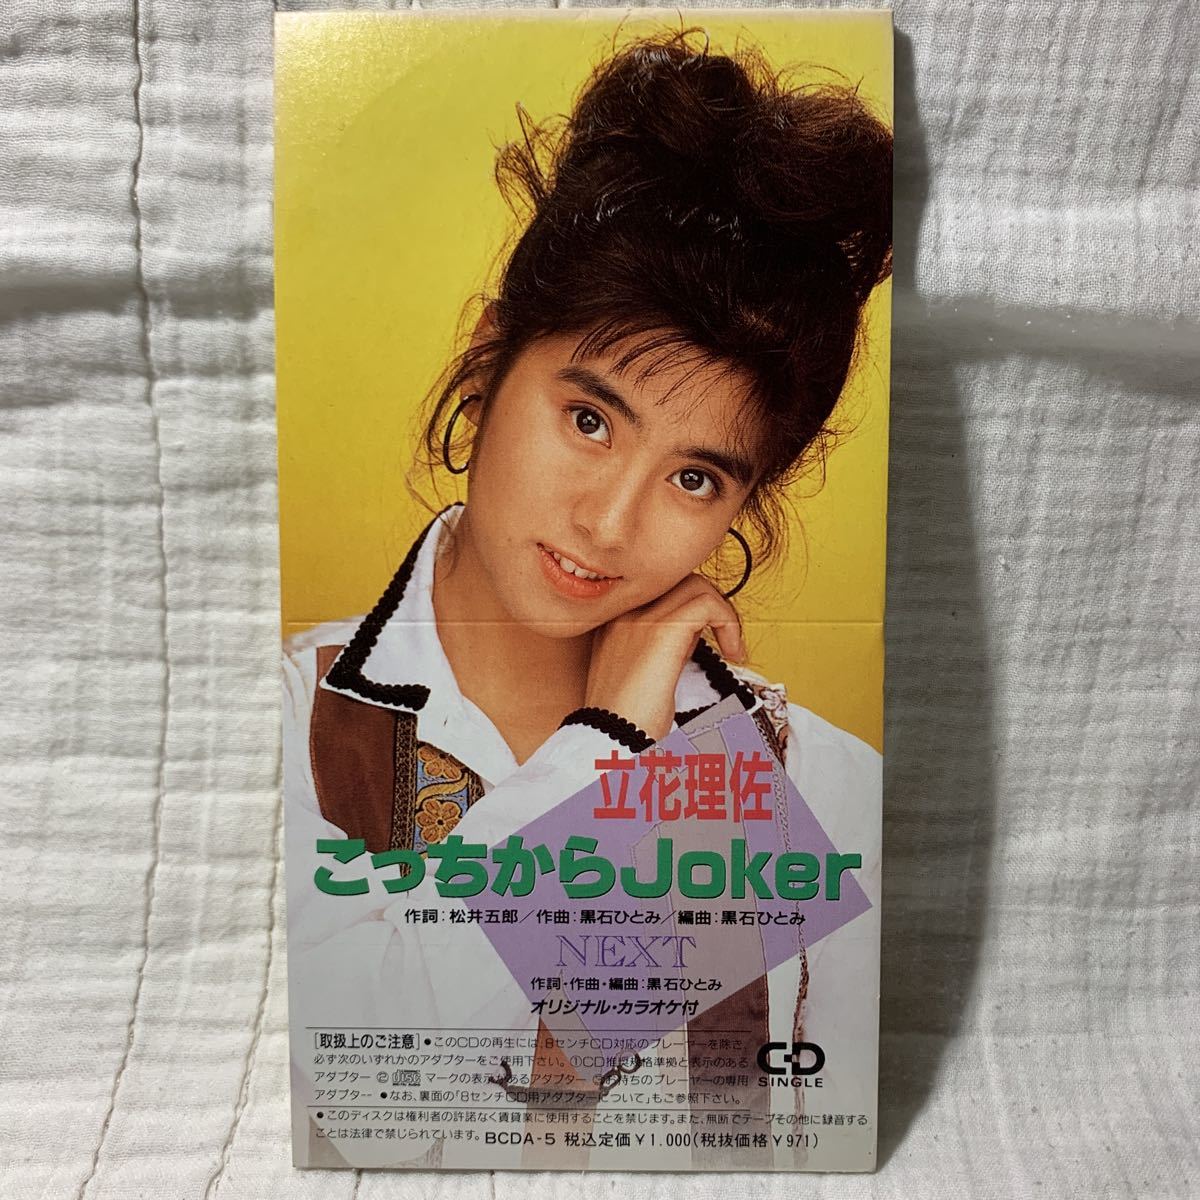 立花理佐
こっちからJoker
作詞:松井五郎／作曲:黒石ひとみ／編曲:黒石ひとみ
NEXT
作詞・作曲・編曲:黒石ひとみ
オリジナル・カラオケ付
[取扱上のご注意] ●このCDの再生には、8センチCD対応のプレーヤーを除き、
必ず次のいずれかのアダプターをご使用下さい。①CD推奨規格準拠と表示のある
アダプター ② disc マークの表示があるアダプター ③お持ちのプレーヤーの専用
アダプター ●なお、裏面の「8センチCD用アダプターについて」もご参照下さい。
CD
SINGLE
●このディスクは権利者の許諾なく賃貸業に使用することを禁じます。また、無断でテープその他に録音する
ことは法律で禁じられています。 BCDA-5 税込定価￥1,000(税抜価格￥971)